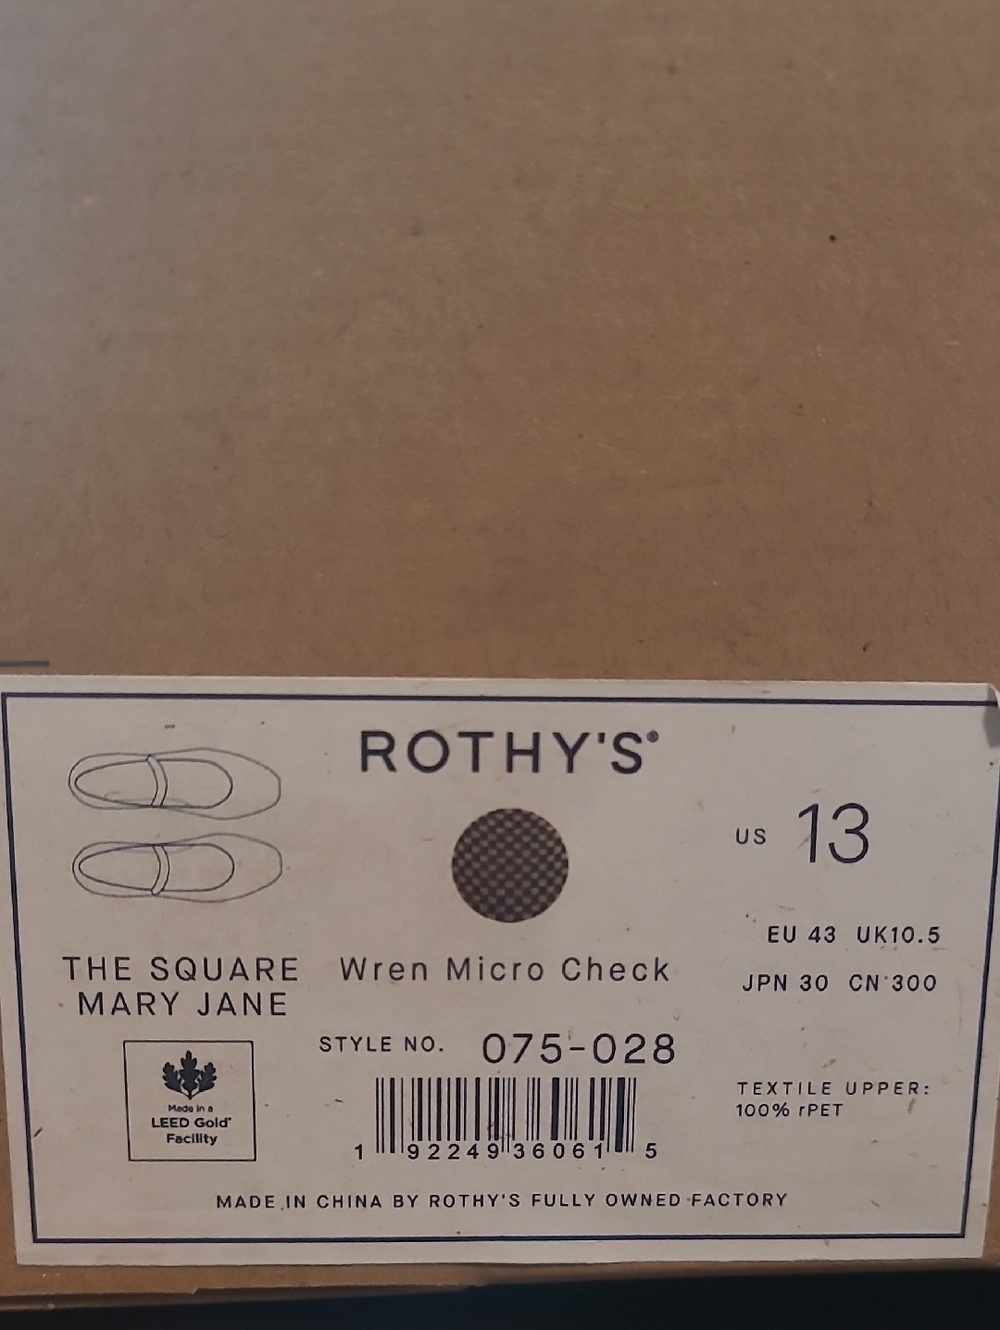 ROTHY'S®
US 13
EU 43 UK10.5
JPN 30 CN 300
THE SQUARE
MARY JANE
Wren Micro Check
STYLE NO. 075-028
1 92249 36061 5
TEXTILE UPPER:
100% rPET
Made in a
LEED Gold®
Facility
MADE IN CHINA BY ROTHY'S FULLY OWNED FACTORY